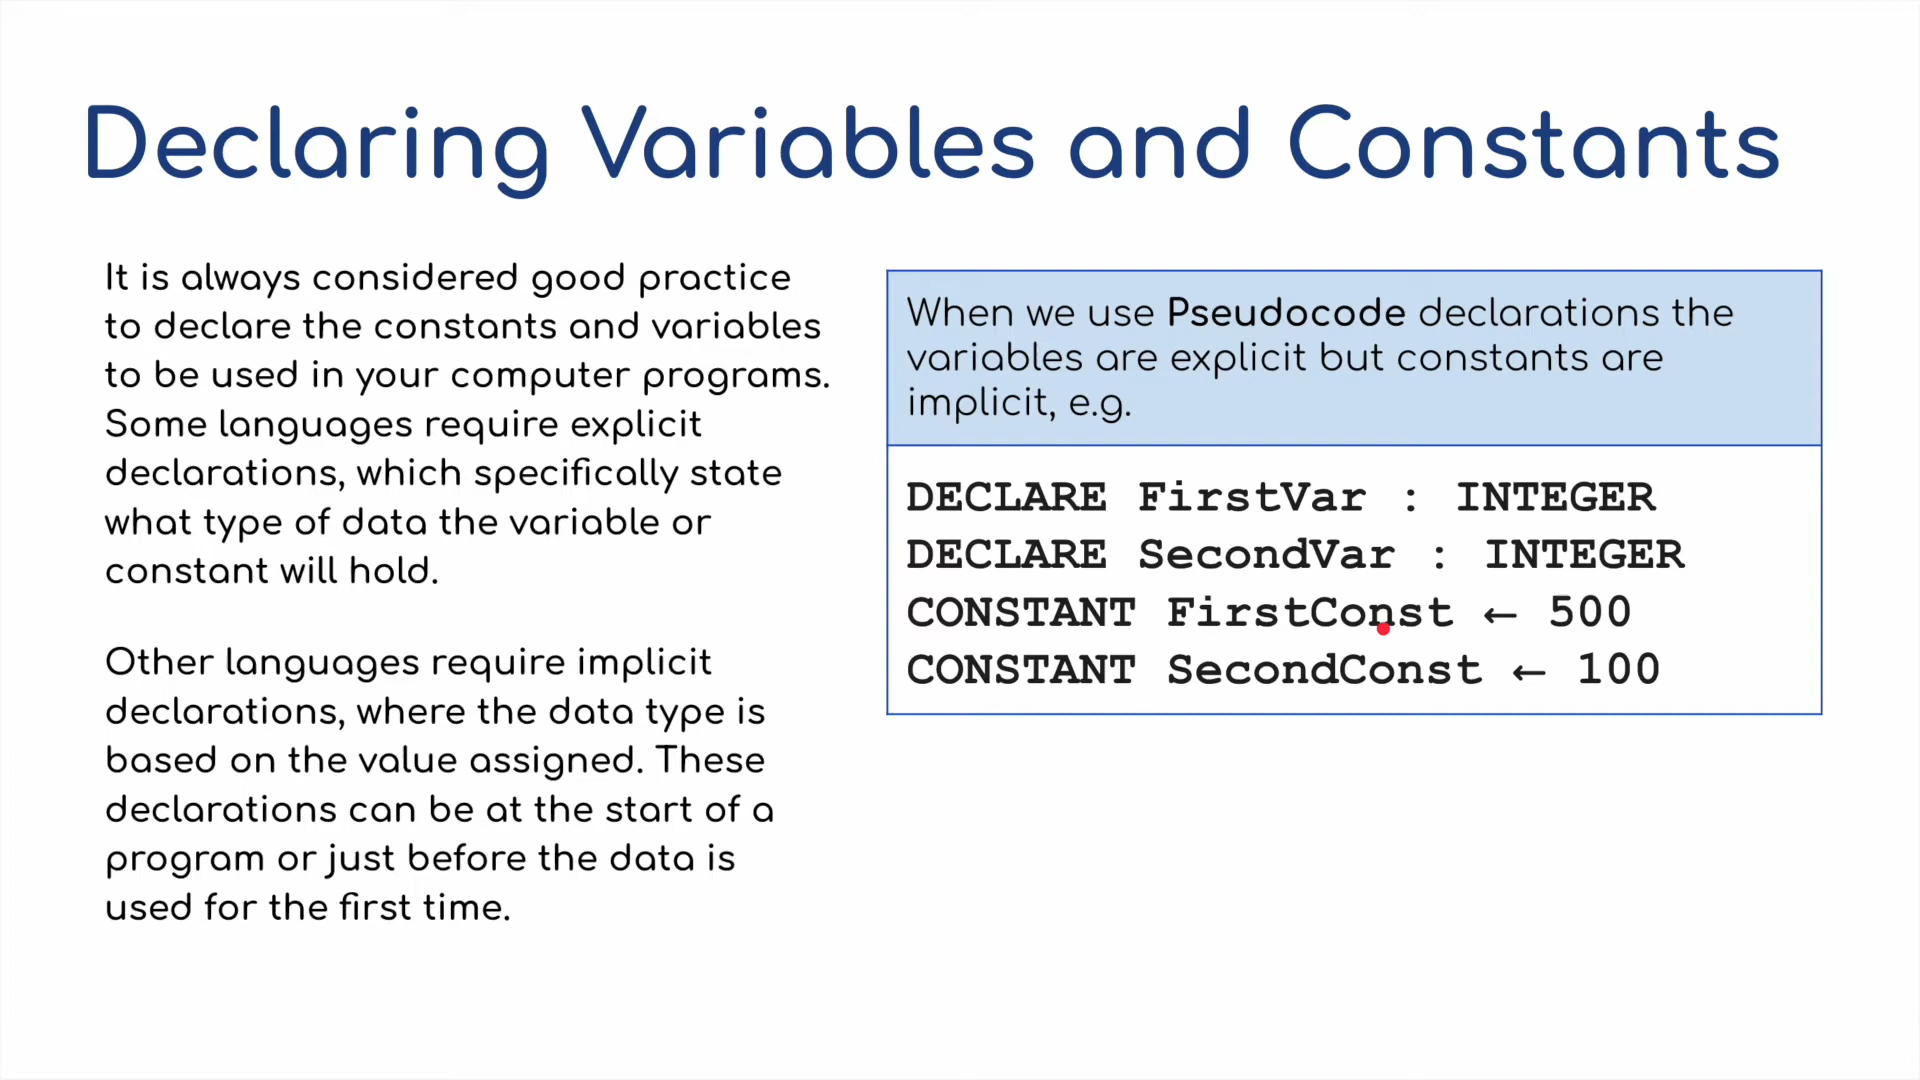 Declaring Variables and Constants
It is always considered good practice
to declare the constants and variables
to be used in your computer programs.
Some languages require explicit
declarations, which specifically state
what type of data the variable or
constant will hold.
Other languages require implicit
declarations, where the data type is
based on the value assigned. These
declarations can be at the start of a
program or just before the data is
used for the first time.
When we use Pseudocode declarations the
variables are explicit but constants are
implicit, e.g.
DECLARE FirstVar : INTEGER
DECLARE SecondVar : INTEGER
CONSTANT FirstConst ← 500
CONSTANT SecondConst ← 100